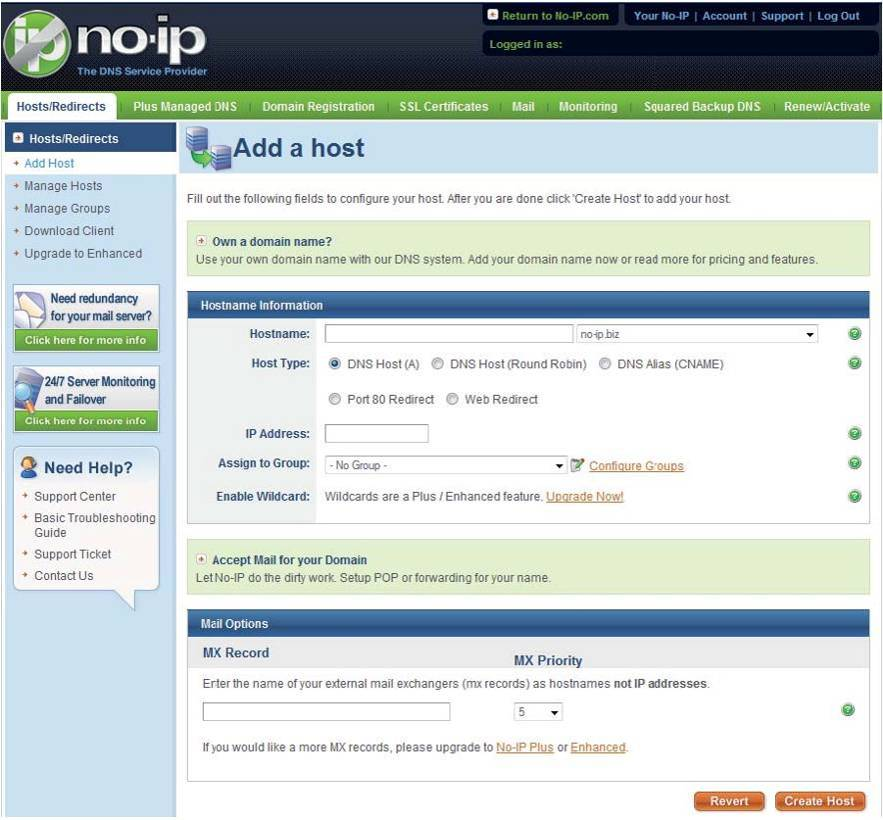 ip no·ip
The DNS Service Provider
Return to No-IP.com
Your No-IP | Account | Support | Log Out
Logged in as:
Hosts/Redirects | Plus Managed DNS | Domain Registration | SSL Certificates | Mail | Monitoring | Squared Backup DNS | Renew/Activate
Hosts/Redirects
Add Host
Manage Hosts
Manage Groups
Download Client
Upgrade to Enhanced
Need redundancy
for your mail server?
Click here for more info
24/7 Server Monitoring
and Failover
Click here for more info
Need Help?
Support Center
Basic Troubleshooting
Guide
Support Ticket
Contact Us
Add a host
Fill out the following fields to configure your host. After you are done click 'Create Host' to add your host.
Own a domain name?
Use your own domain name with our DNS system. Add your domain name now or read more for pricing and features.
Hostname Information
Hostname: no-ip.biz
Host Type: DNS Host (A) DNS Host (Round Robin) DNS Alias (CNAME)
Port 80 Redirect Web Redirect
IP Address:
Assign to Group: - No Group - Configure Groups
Enable Wildcard: Wildcards are a Plus / Enhanced feature. Upgrade Now!
Accept Mail for your Domain
Let No-IP do the dirty work. Setup POP or forwarding for your name.
Mail Options
MX Record MX Priority
Enter the name of your external mail exchangers (mx records) as hostnames not IP addresses.
5
If you would like a more MX records, please upgrade to No-IP Plus or Enhanced.
Revert Create Host